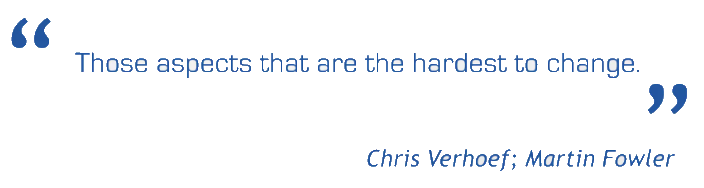 “
Those aspects that are the hardest to change.
”
Chris Verhoef; Martin Fowler